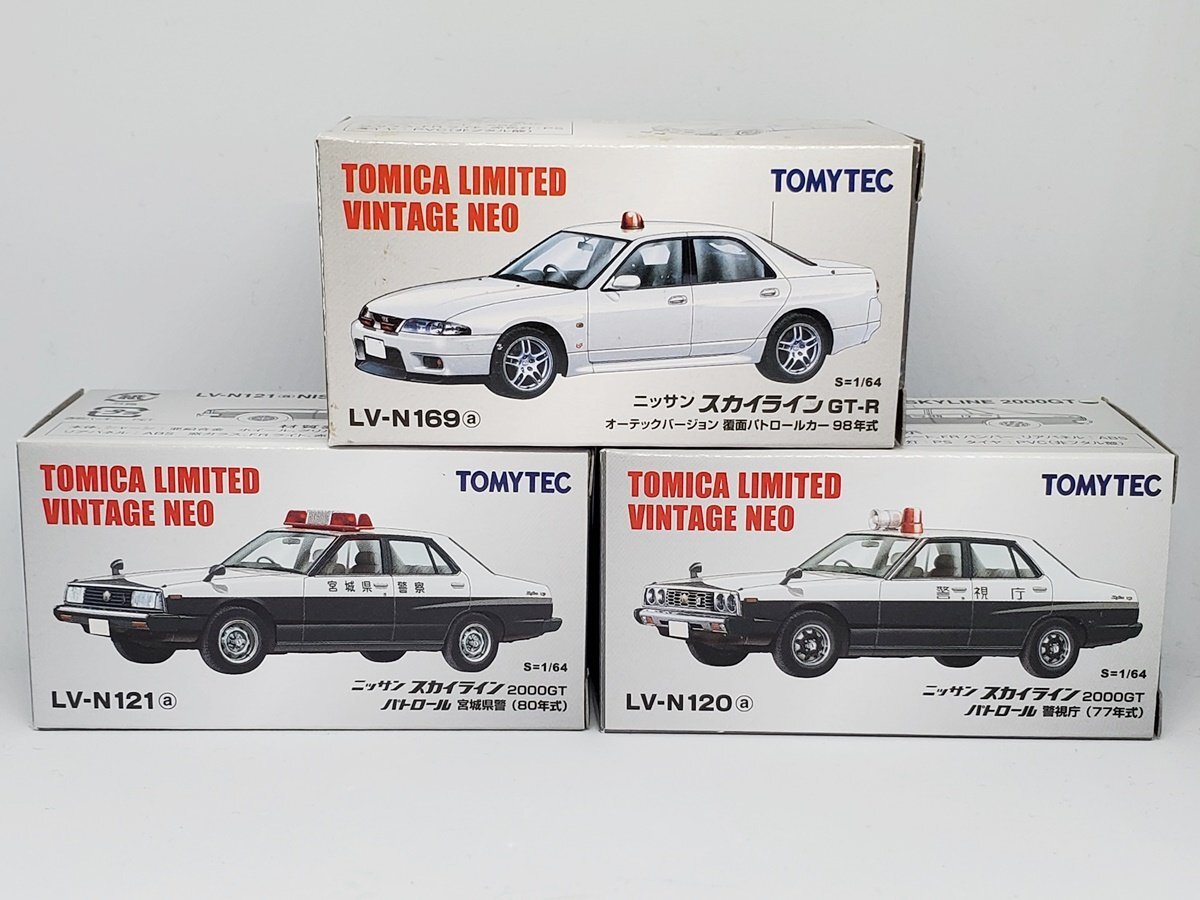 TOMICA LIMITED
VINTAGE NEO
TOMYTEC
S=1/64
LV-N169 ⓐ
ニッサン スカイライン GT-R
オーテックバージョン 覆面パトロールカー 98年式
LV-N121 ⓐ NIS
TOMICA LIMITED
VINTAGE NEO
TOMYTEC
宮城県 警察
S=1/64
LV-N121 ⓐ
ニッサン スカイライン 2000GT
パトロール 宮城県警 (80年式)
SKYLINE 2000GT
TOMICA LIMITED
VINTAGE NEO
TOMYTEC
警視庁
S=1/64
LV-N120 ⓐ
ニッサン スカイライン 2000GT
パトロール 警視庁 (77年式)